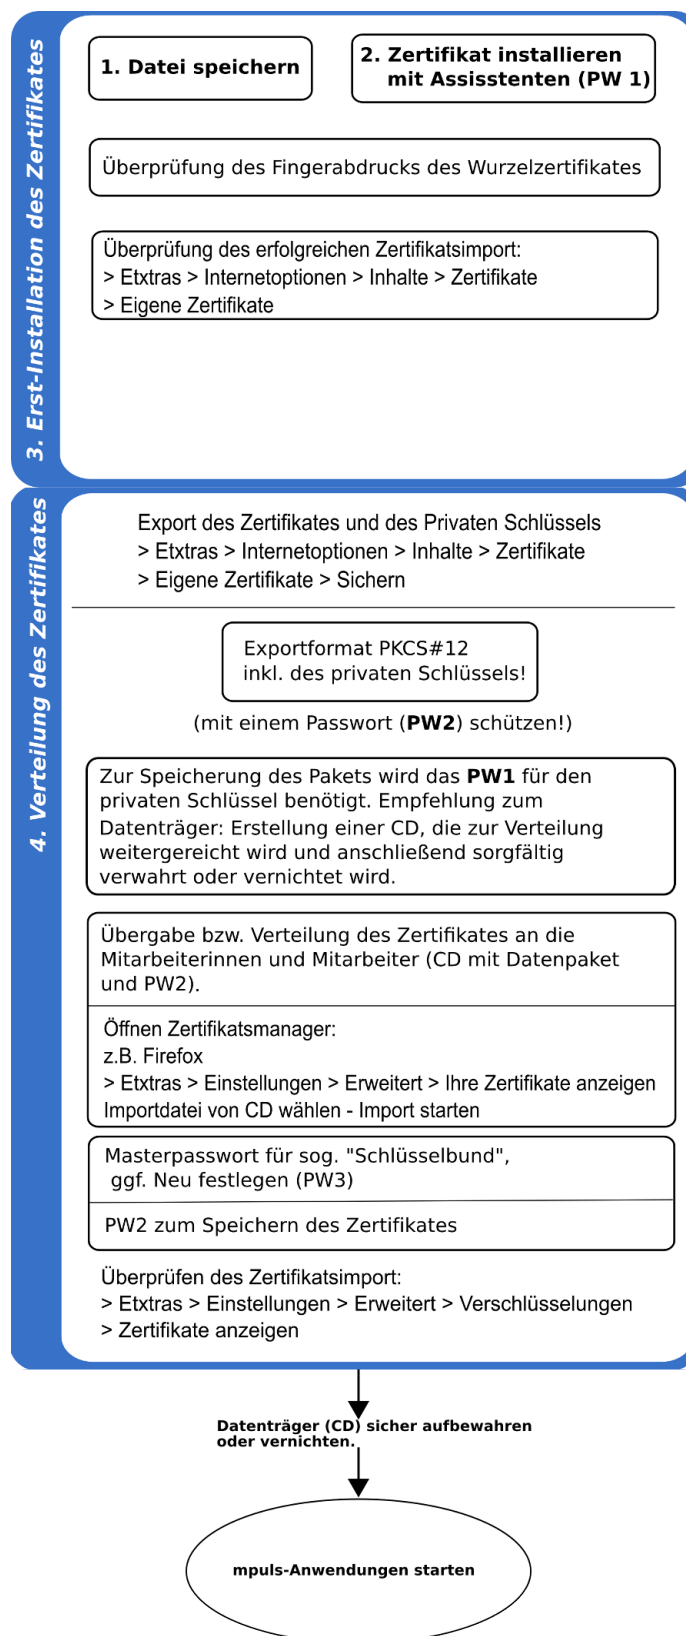 3. Erst-Installation des Zertifikates
1. Datei speichern
2. Zertifikat installieren
mit Assisstenten (PW 1)
Überprüfung des Fingerabdrucks des Wurzelzertifikates
Überprüfung des erfolgreichen Zertifikatsimport:
> Etxtras > Internetoptionen > Inhalte > Zertifikate
> Eigene Zertifikate
4. Verteilung des Zertifikates
Export des Zertifikates und des Privaten Schlüssels
> Etxtras > Internetoptionen > Inhalte > Zertifikate
> Eigene Zertifikate > Sichern
Exportformat PKCS#12
inkl. des privaten Schlüssels!
(mit einem Passwort (PW2) schützen!)
Zur Speicherung des Pakets wird das PW1 für den
privaten Schlüssel benötigt. Empfehlung zum
Datenträger: Erstellung einer CD, die zur Verteilung
weitergereicht wird und anschließend sorgfältig
verwahrt oder vernichtet wird.
Übergabe bzw. Verteilung des Zertifikates an die
Mitarbeiterinnen und Mitarbeiter (CD mit Datenpaket
und PW2).
Öffnen Zertifikatsmanager:
z.B. Firefox
> Etxtras > Einstellungen > Erweitert > Ihre Zertifikate anzeigen
Importdatei von CD wählen - Import starten
Masterpasswort für sog. "Schlüsselbund",
ggf. Neu festlegen (PW3)
PW2 zum Speichern des Zertifikates
Überprüfen des Zertifikatsimport:
> Etxtras > Einstellungen > Erweitert > Verschlüsselungen
> Zertifikate anzeigen
Datenträger (CD) sicher aufbewahren
oder vernichten.
mpuls-Anwendungen starten